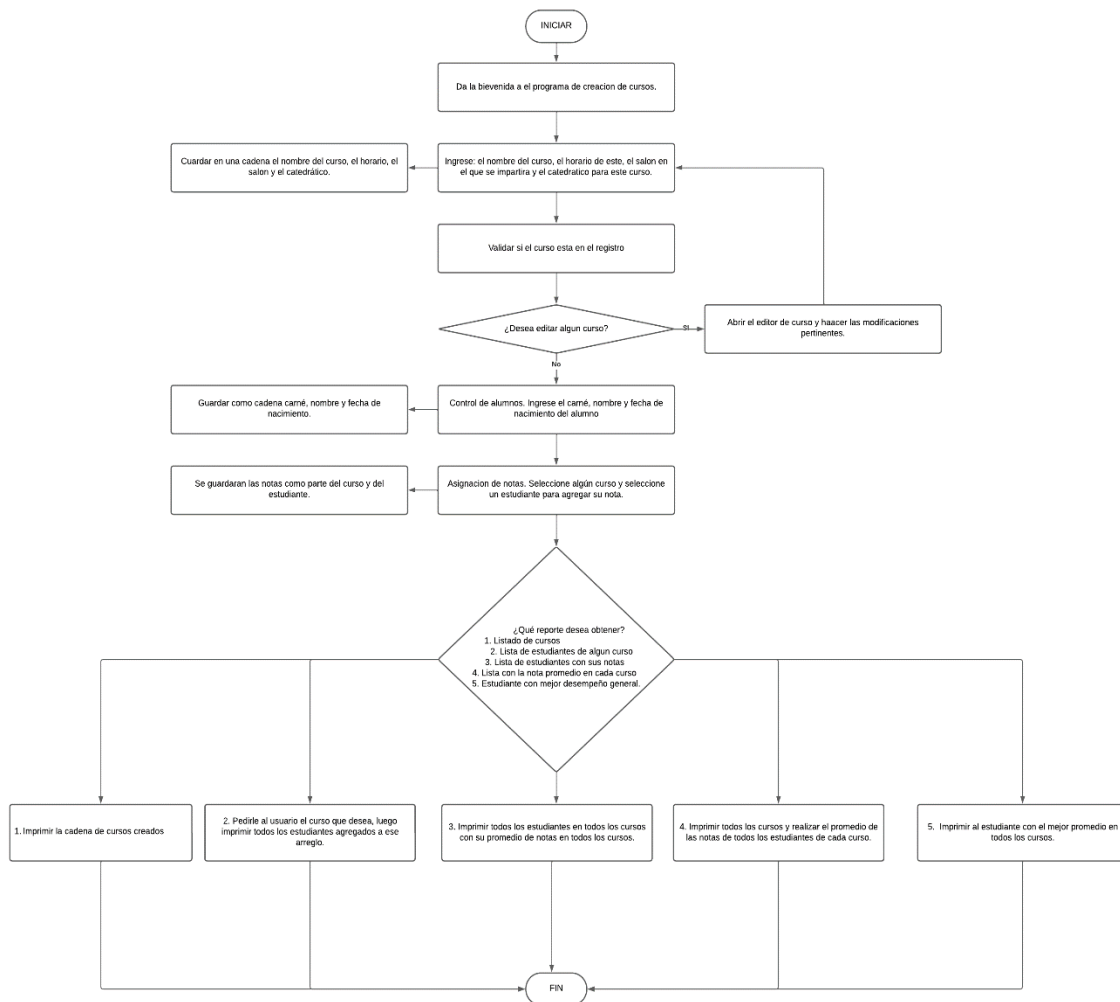 INICIAR
Da la bievenida a el programa de creacion de cursos.
Cuardar en una cadena el nombre del curso, el horario, el
salon y el catedrático.
Ingrese: el nombre del curso, el horario de este, el salon en
el que se impartira y el catedratico para este curso.
Validar si el curso esta en el registro
¿Desea editar algun curso?
Si
Abrir el editor de curso y haacer las modificaciones
pertinentes.
No
Guardar como cadena carné, nombre y fecha de
nacimiento.
Control de alumnos. Ingrese el carné, nombre y fecha de
nacimiento del alumno
Se guardaran las notas como parte del curso y del
estudiante.
Asignacion de notas. Seleccione algún curso y seleccione
un estudiante para agregar su nota.
¿Qué reporte desea obtener?
1. Listado de cursos
2. Lista de estudiantes de algun curso
3. Lista de estudiantes con sus notas
4. Lista con la nota promedio en cada curso
5. Estudiante con mejor desempeño general.
1. Imprimir la cadena de cursos creados
2. Pedirle al usuario el curso que desea, luego
imprimir todos los estudiantes agregados a ese
arreglo.
3. Imprimir todos los estudiantes en todos los cursos
con su promedio de notas en todos los cursos.
4. Imprimir todos los cursos y realizar el promedio de
las notas de todos los estudiantes de cada curso.
5. Imprimir al estudiante con el mejor promedio en
todos los cursos.
FIN